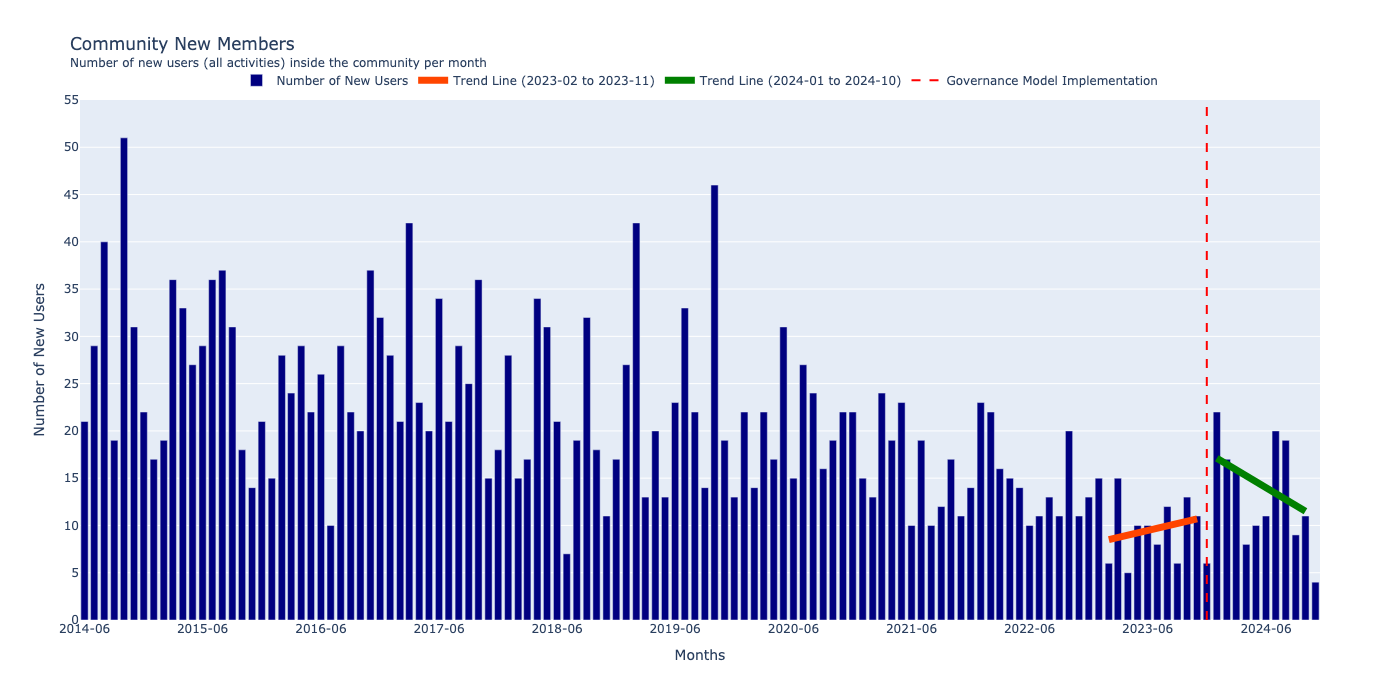 Community New Members
Number of new users (all activities) inside the community per month
Number of New Users Trend Line (2023-02 to 2023-11) Trend Line (2024-01 to 2024-10) Governance Model Implementation
55
50
45
40
35
30
25
20
15
10
5
0
Number of New Users
2014-06 2015-06 2016-06 2017-06 2018-06 2019-06 2020-06 2021-06 2022-06 2023-06 2024-06
Months